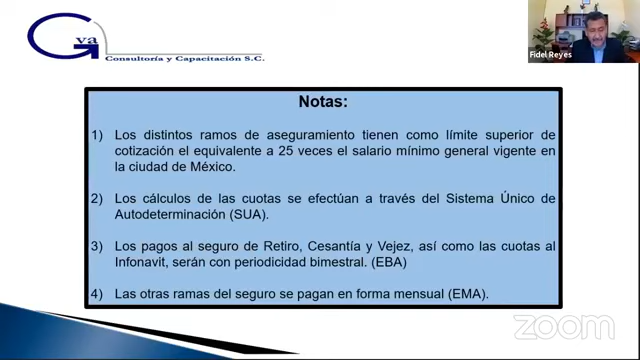 Gva
Consultoría y Capacitación S.C.
Fidel Reyes
Notas:
1) Los distintos ramos de aseguramiento tienen como límite superior de
cotización el equivalente a 25 veces el salario mínimo general vigente en
la ciudad de México.
2) Los cálculos de las cuotas se efectúan a través del Sistema Único de
Autodeterminación (SUA).
3) Los pagos al seguro de Retiro, Cesantía y Vejez, así como las cuotas al
Infonavit, serán con periodicidad bimestral. (EBA)
4) Las otras ramas del seguro se pagan en forma mensual (EMA).
zoom